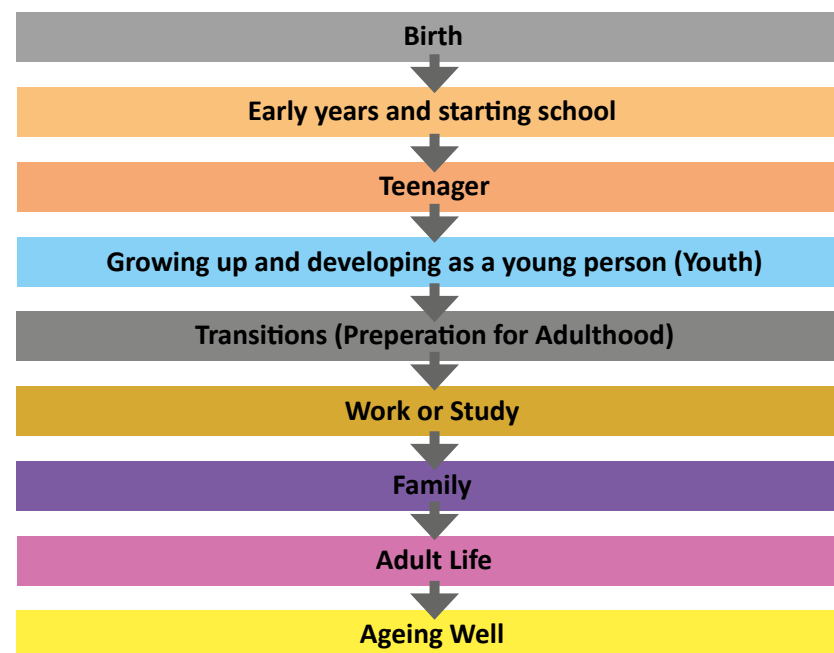 Birth
Early years and starting school
Teenager
Growing up and developing as a young person (Youth)
Transitions (Preperation for Adulthood)
Work or Study
Family
Adult Life
Ageing Well